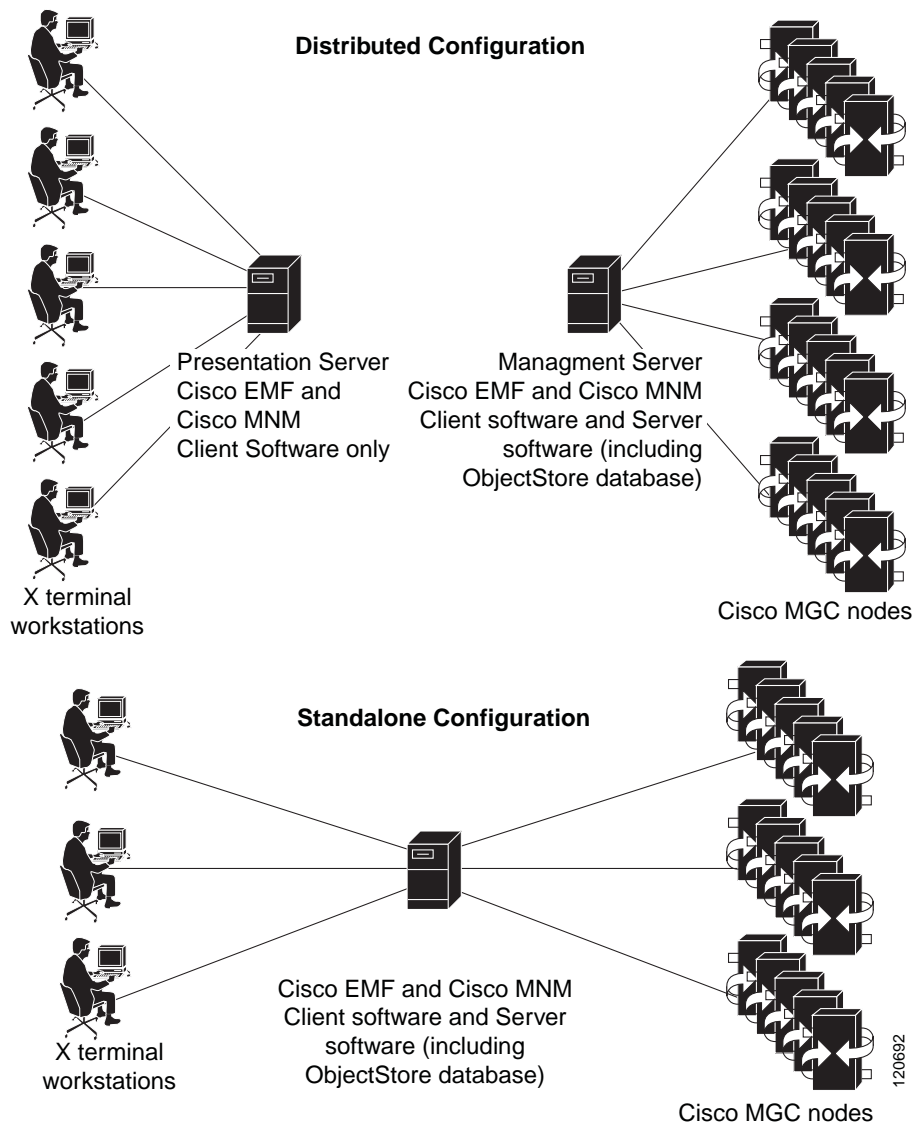 Distributed Configuration
Presentation Server
Cisco EMF and
Cisco MNM
Client Software only
Managment Server
Cisco EMF and Cisco MNM
Client software and Server
software (including
ObjectStore database)
X terminal
workstations
Cisco MGC nodes
Standalone Configuration
Cisco EMF and Cisco MNM
Client software and Server
software (including
ObjectStore database)
X terminal
workstations
120692
Cisco MGC nodes